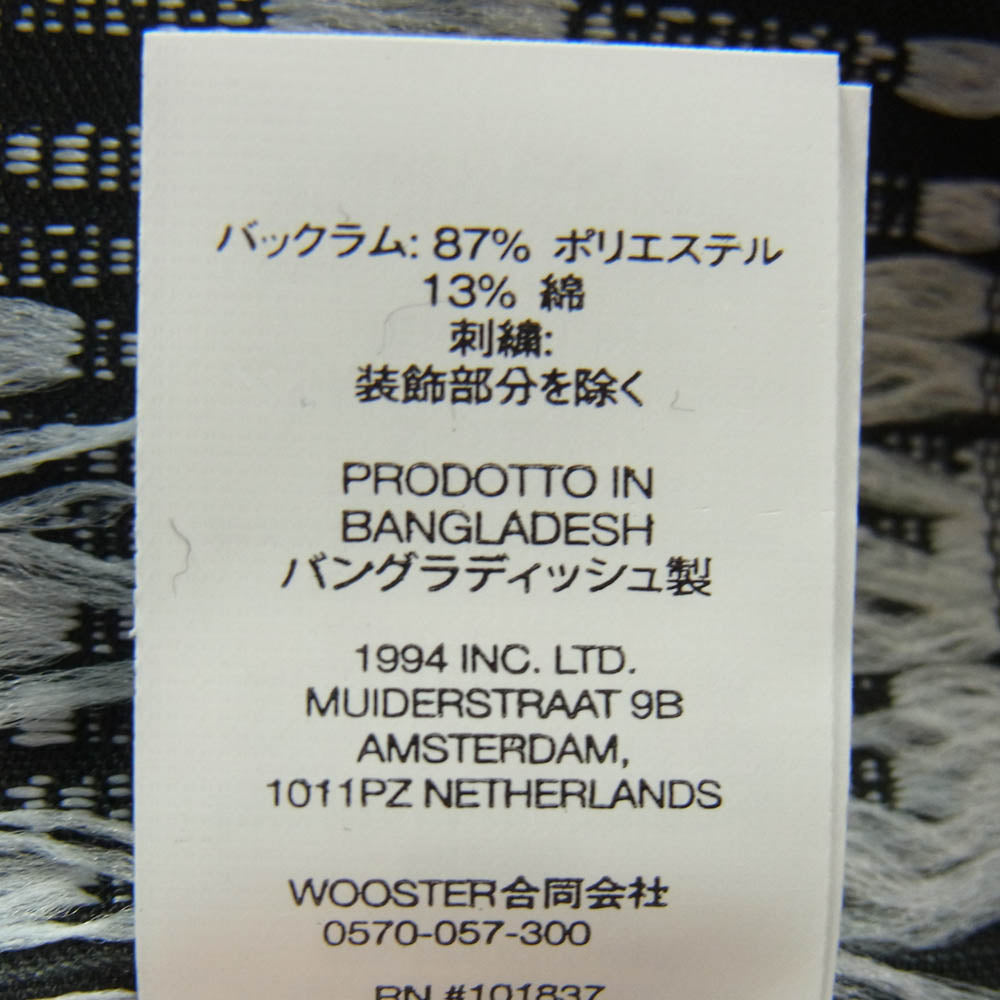 バックラム: 87% ポリエステル
13% 綿
刺繍:
装飾部分を除く
PRODOTTO IN
BANGLADESH
バングラディッシュ製
1994 INC. LTD.
MUIDERSTRAAT 9B
AMSTERDAM,
1011PZ NETHERLANDS
WOOSTER合同会社
0570-057-300
RN #101837